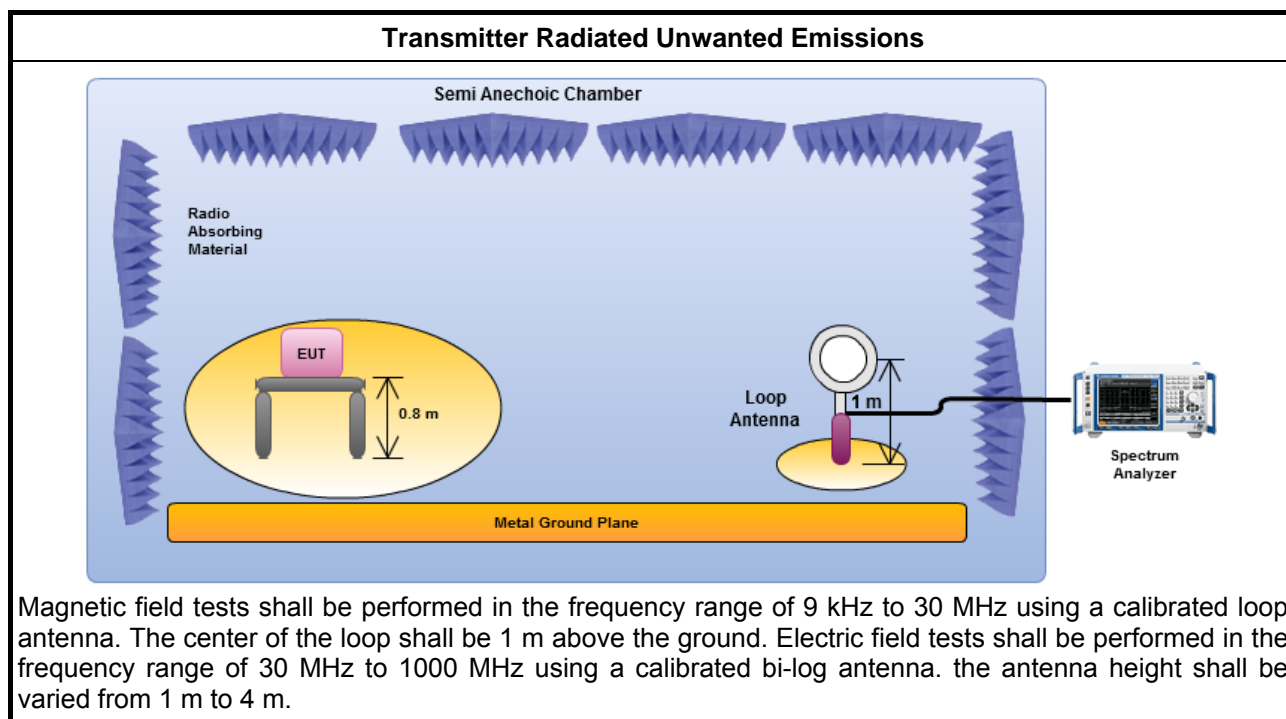 Transmitter Radiated Unwanted Emissions
Semi Anechoic Chamber
Radio
Absorbing
Material
EUT
0.8 m
Loop
Antenna
1 m
Spectrum
Analyzer
Metal Ground Plane
Magnetic field tests shall be performed in the frequency range of 9 kHz to 30 MHz using a calibrated loop
antenna. The center of the loop shall be 1 m above the ground. Electric field tests shall be performed in the
frequency range of 30 MHz to 1000 MHz using a calibrated bi-log antenna. the antenna height shall be
varied from 1 m to 4 m.